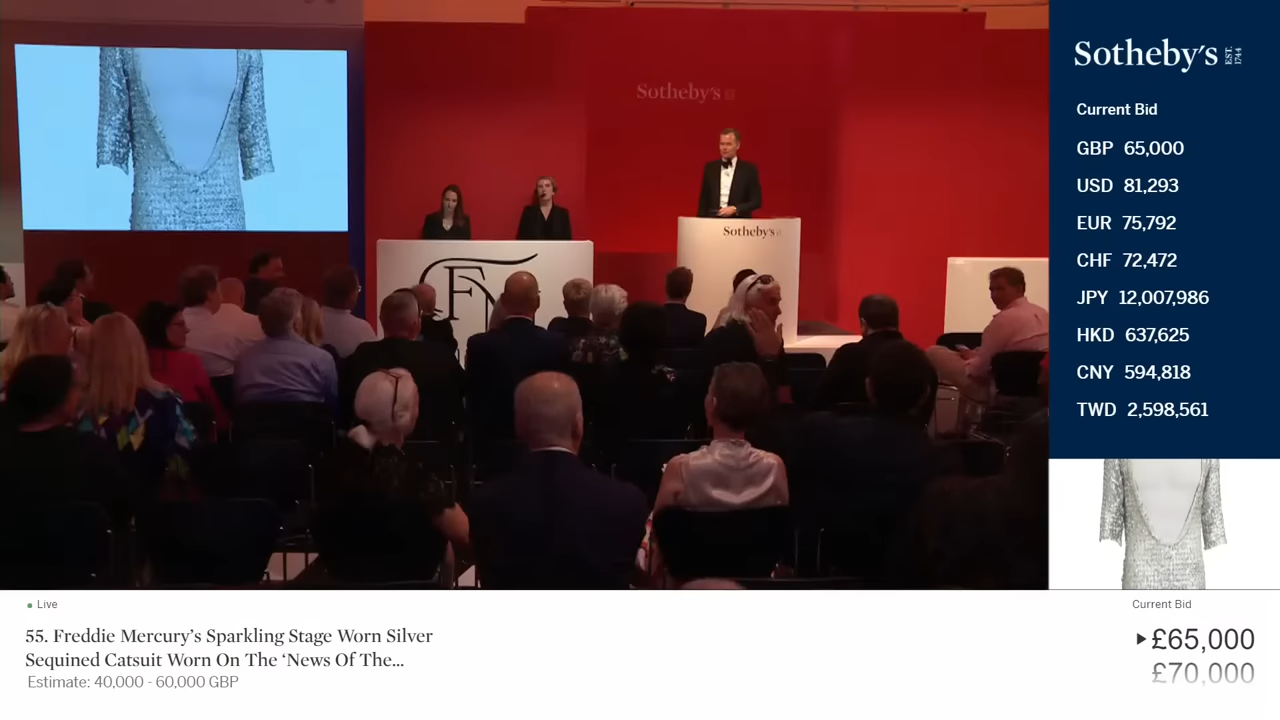 Sotheby's EST. 1744
Current Bid
GBP 65,000
USD 81,293
EUR 75,792
CHF 72,472
JPY 12,007,986
HKD 637,625
CNY 594,818
TWD 2,598,561
Sotheby's
Sotheby's
F
Live
55. Freddie Mercury's Sparkling Stage Worn Silver
Sequined Catsuit Worn On The ‘News Of The...
Estimate: 40,000 - 60,000 GBP
Current Bid
£65,000
£70,000